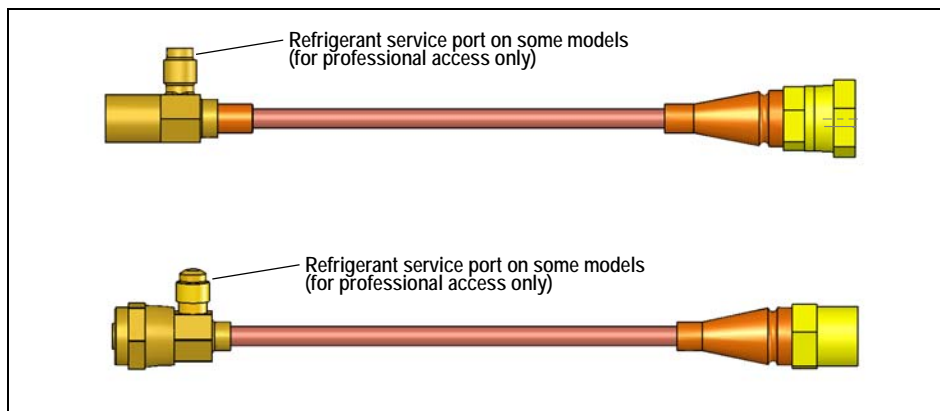 Refrigerant service port on some models
(for professional access only)
Refrigerant service port on some models
(for professional access only)